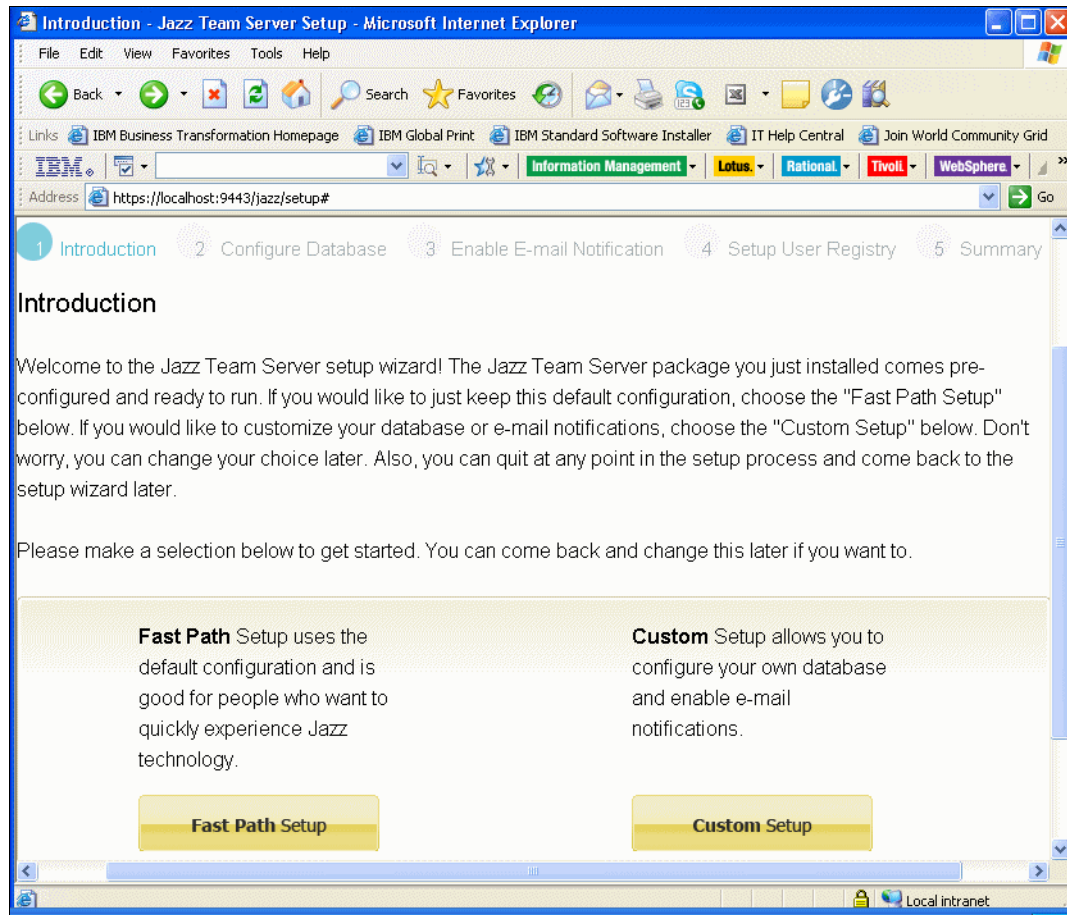 Introduction - Jazz Team Server Setup - Microsoft Internet Explorer
File Edit View Favorites Tools Help
Back Search Favorites
Links IBM Business Transformation Homepage IBM Global Print IBM Standard Software Installer IT Help Central Join World Community Grid
IBM Information Management Lotus. Rational. Tivoli. WebSphere. »
Address https://localhost:9443/jazz/setup# Go
1 Introduction 2 Configure Database 3 Enable E-mail Notification 4 Setup User Registry 5 Summary
Introduction
Welcome to the Jazz Team Server setup wizard! The Jazz Team Server package you just installed comes pre-
configured and ready to run. If you would like to just keep this default configuration, choose the "Fast Path Setup"
below. If you would like to customize your database or e-mail notifications, choose the "Custom Setup" below. Don't
worry, you can change your choice later. Also, you can quit at any point in the setup process and come back to the
setup wizard later.
Please make a selection below to get started. You can come back and change this later if you want to.
Fast Path Setup uses the
default configuration and is
good for people who want to
quickly experience Jazz
technology.
Fast Path Setup
Custom Setup allows you to
configure your own database
and enable e-mail
notifications.
Custom Setup
Local intranet